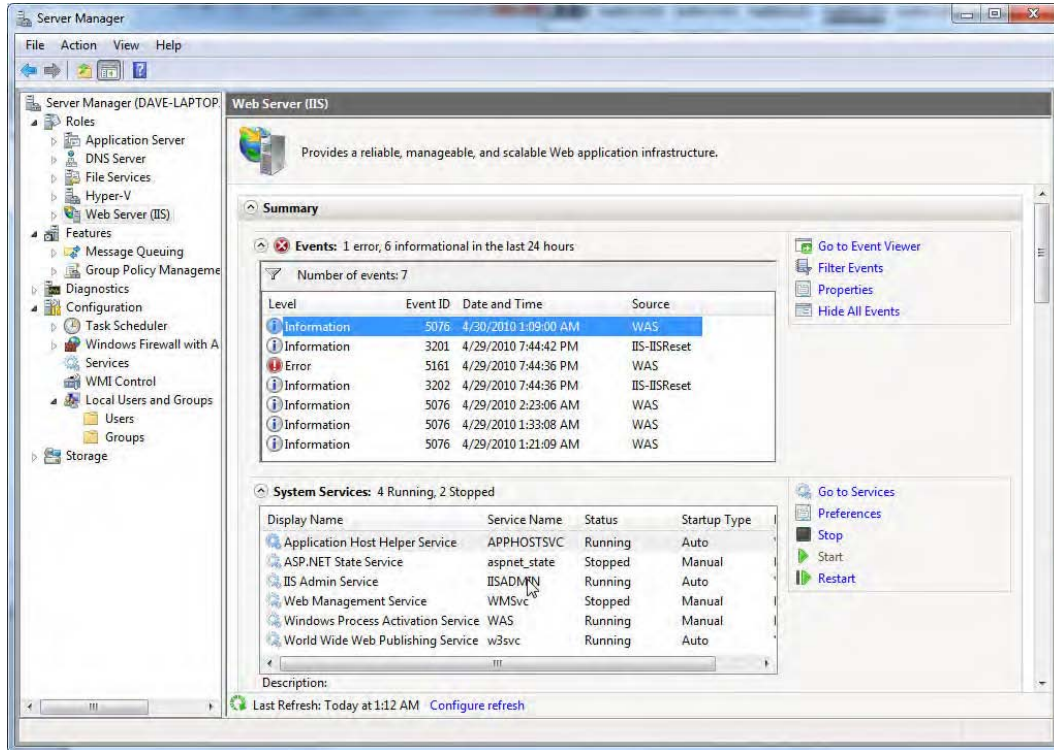 Server Manager
File Action View Help
Server Manager (DAVE-LAPTOP.
Roles
Application Server
DNS Server
File Services
Hyper-V
Web Server (IIS)
Features
Message Queuing
Group Policy Manageme
Diagnostics
Configuration
Task Scheduler
Windows Firewall with A
Services
WMI Control
Local Users and Groups
Users
Groups
Storage
Web Server (IIS)
Provides a reliable, manageable, and scalable Web application infrastructure.
Summary
Events: 1 error, 6 informational in the last 24 hours
Number of events: 7
Level Event ID Date and Time Source
Information 5076 4/30/2010 1:09:00 AM WAS
Information 3201 4/29/2010 7:44:42 PM IIS-IISReset
Error 5161 4/29/2010 7:44:36 PM WAS
Information 3202 4/29/2010 7:44:36 PM IIS-IISReset
Information 5076 4/29/2010 2:23:06 AM WAS
Information 5076 4/29/2010 1:33:08 AM WAS
Information 5076 4/29/2010 1:21:09 AM WAS
Go to Event Viewer
Filter Events
Properties
Hide All Events
System Services: 4 Running, 2 Stopped
Display Name Service Name Status Startup Type
Application Host Helper Service APPHOSTSVC Running Auto
ASP.NET State Service aspnet_state Stopped Manual
IIS Admin Service IISADMIN Running Auto
Web Management Service WMSvc Stopped Manual
Windows Process Activation Service WAS Running Manual
World Wide Web Publishing Service w3svc Running Auto
Description:
Go to Services
Preferences
Stop
Start
Restart
Last Refresh: Today at 1:12 AM Configure refresh